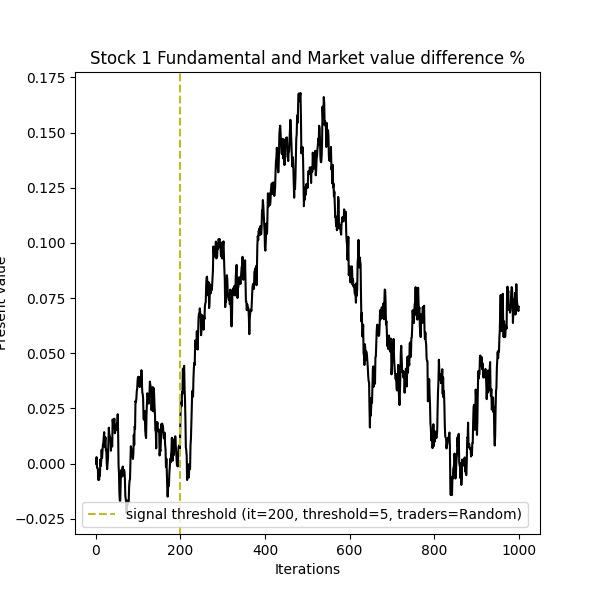 Stock 1 Fundamental and Market value difference %
0.175
0.150
0.125
0.100
0.075
0.050
0.025
0.000
−0.025
Present value
signal threshold (it=200, threshold=5, traders=Random)
0 200 400 600 800 1000
Iterations